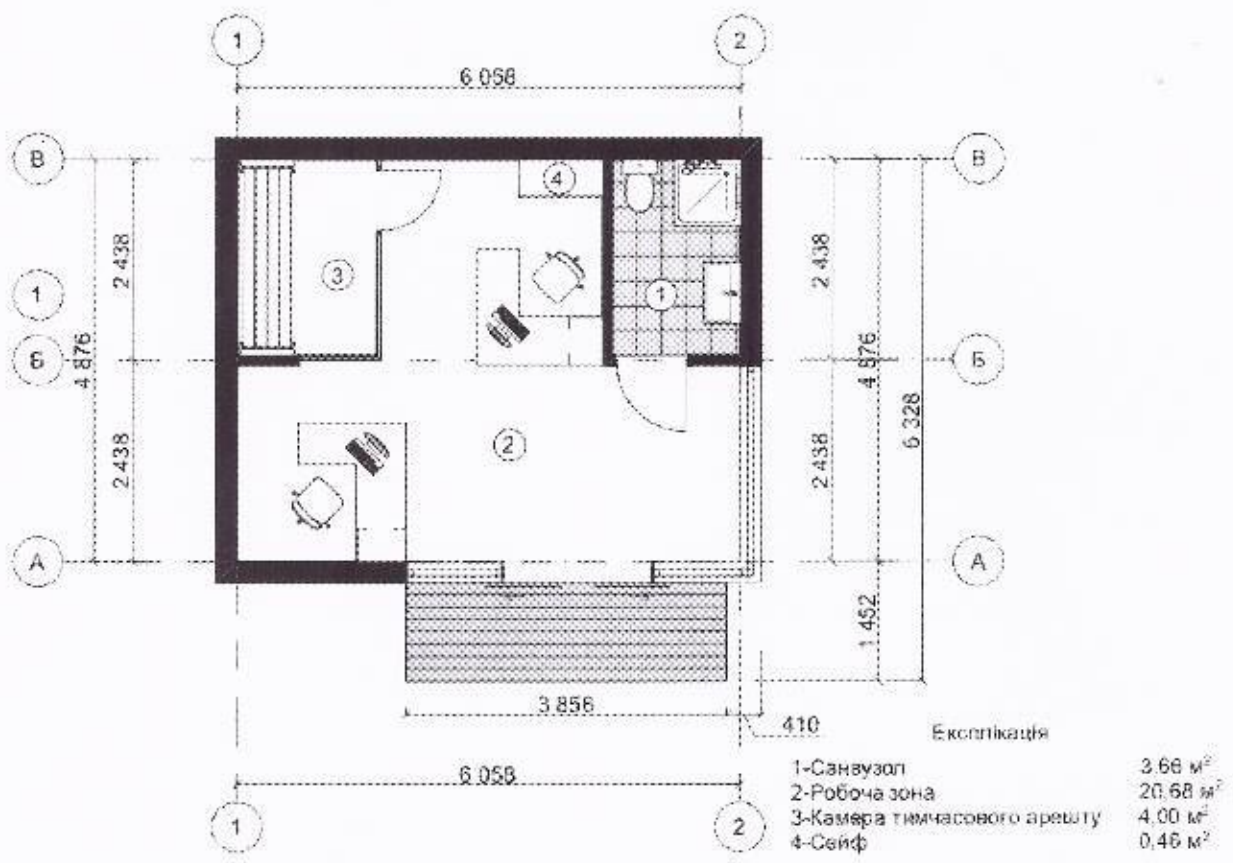 1 2
6 058
В В
4
2 438 2 438
3 1
1
4 876 4 876
Б Б
6 328
2
2 438 2 438
А А
1 452
3 856
410
Експлікація
6 058
1-Санвузол 3.66 м²
2-Робоча зона 20.68 м²
3-Камера тимчасового арешту 4,00 м²
1 2
4-Сейф 0,46 м²